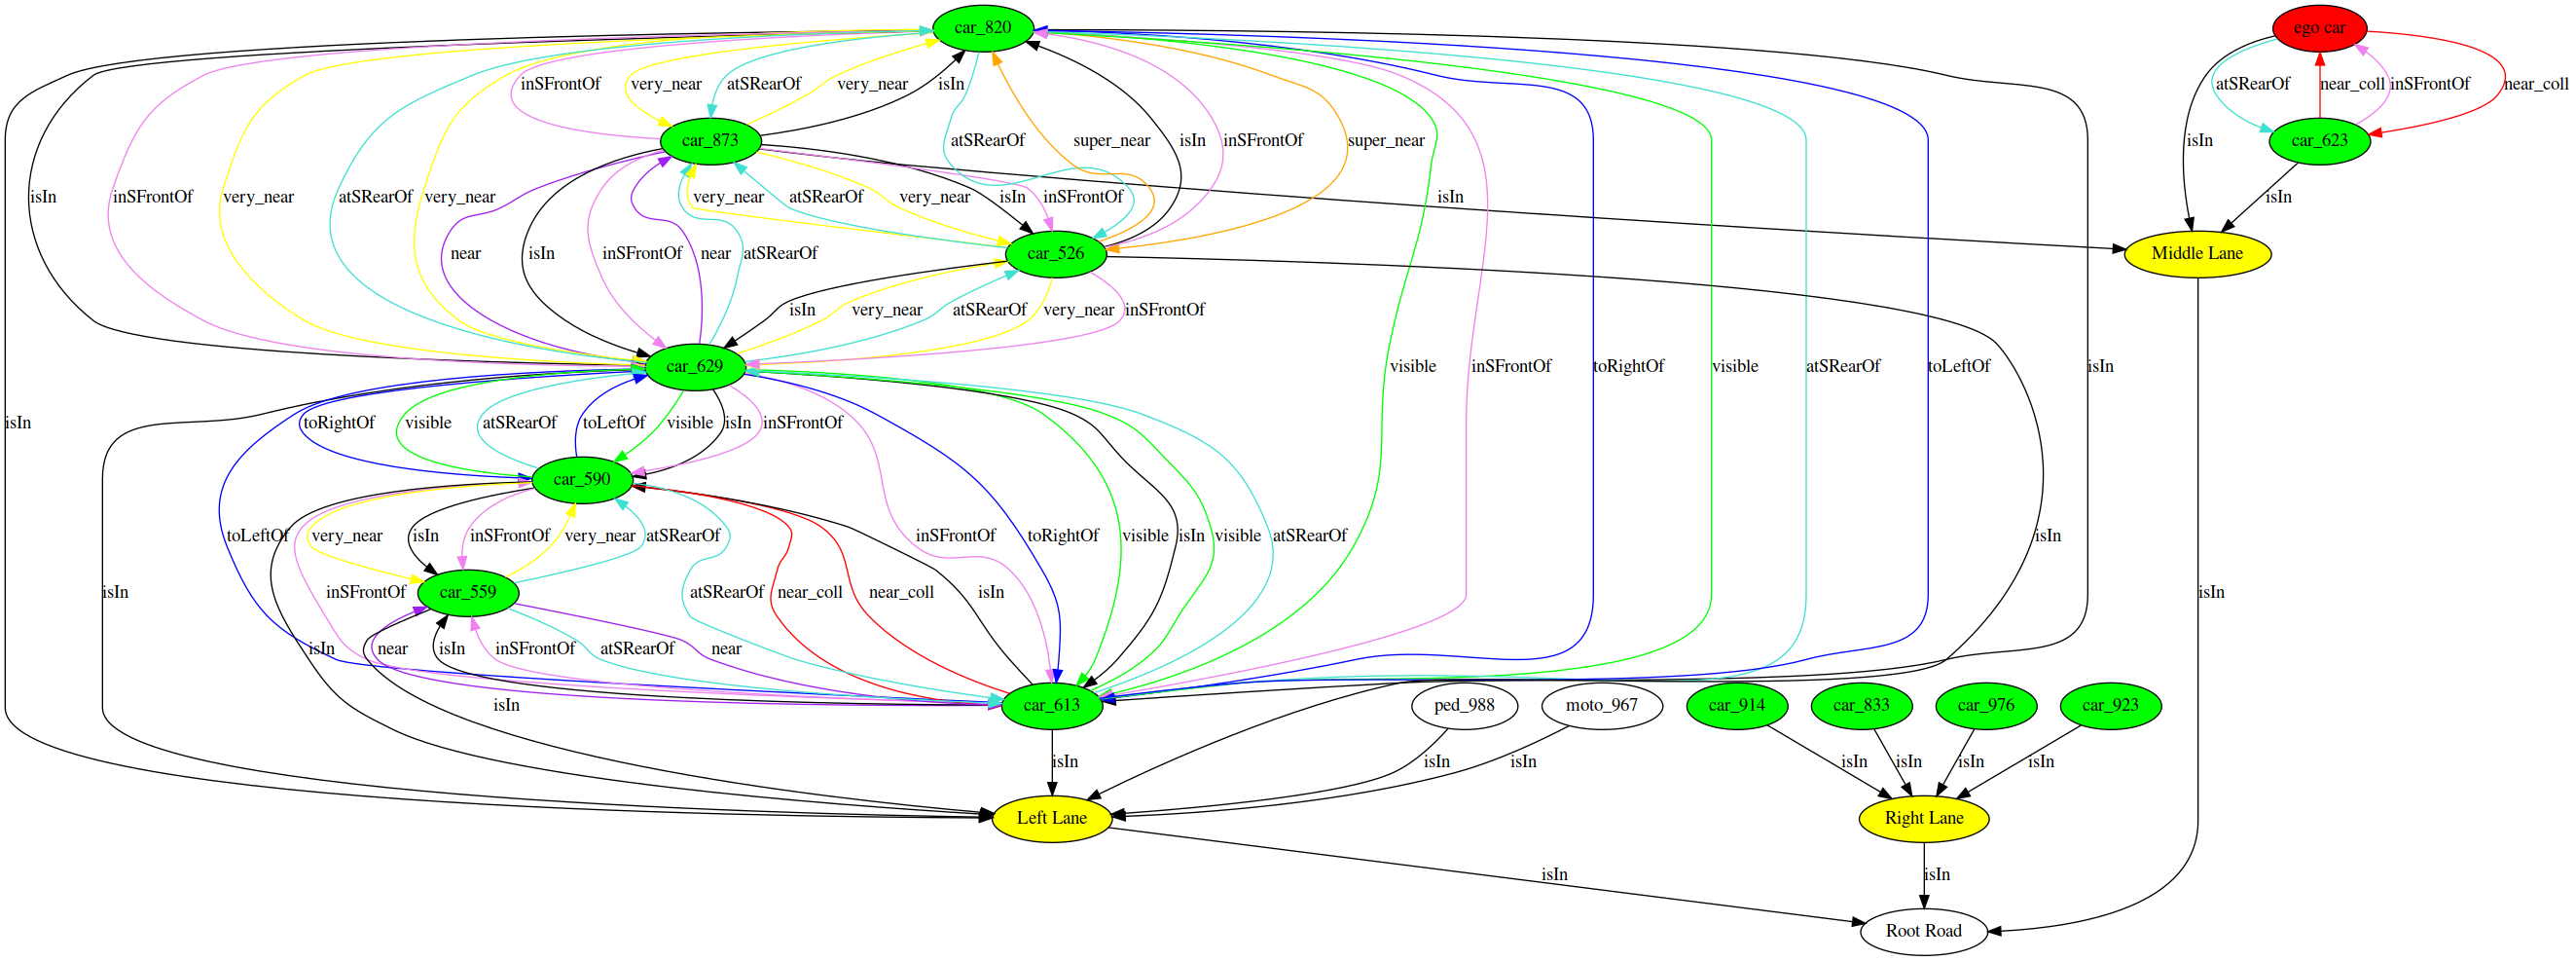 car_820 ego car
inSFrontOf very_near atSRearOf very_near isIn atSRearOf near_coll inSFrontOf near_coll
car_873 atSRearOf super_near isIn inSFrontOf super_near isIn car_623
isIn inSFrontOf very_near atSRearOf very_near very_near atSRearOf very_near isIn inSFrontOf isIn isIn
near isIn inSFrontOf near atSRearOf car_526 Middle Lane
isIn very_near atSRearOf very_near inSFrontOf
car_629 visible inSFrontOf toRightOf visible atSRearOf toLeftOf isIn
isIn toRightOf visible atSRearOf toLeftOf visible isIn inSFrontOf
car_590
toLeftOf very_near isIn inSFrontOf very_near atSRearOf inSFrontOf toRightOf visible isIn visible atSRearOf isIn
isIn inSFrontOf car_559 atSRearOf near_coll near_coll isIn isIn
isIn near isIn inSFrontOf atSRearOf near
isIn car_613 ped_988 moto_967 car_914 car_833 car_976 car_923
isIn isIn isIn isIn isIn isIn isIn
Left Lane Right Lane
isIn isIn
Root Road